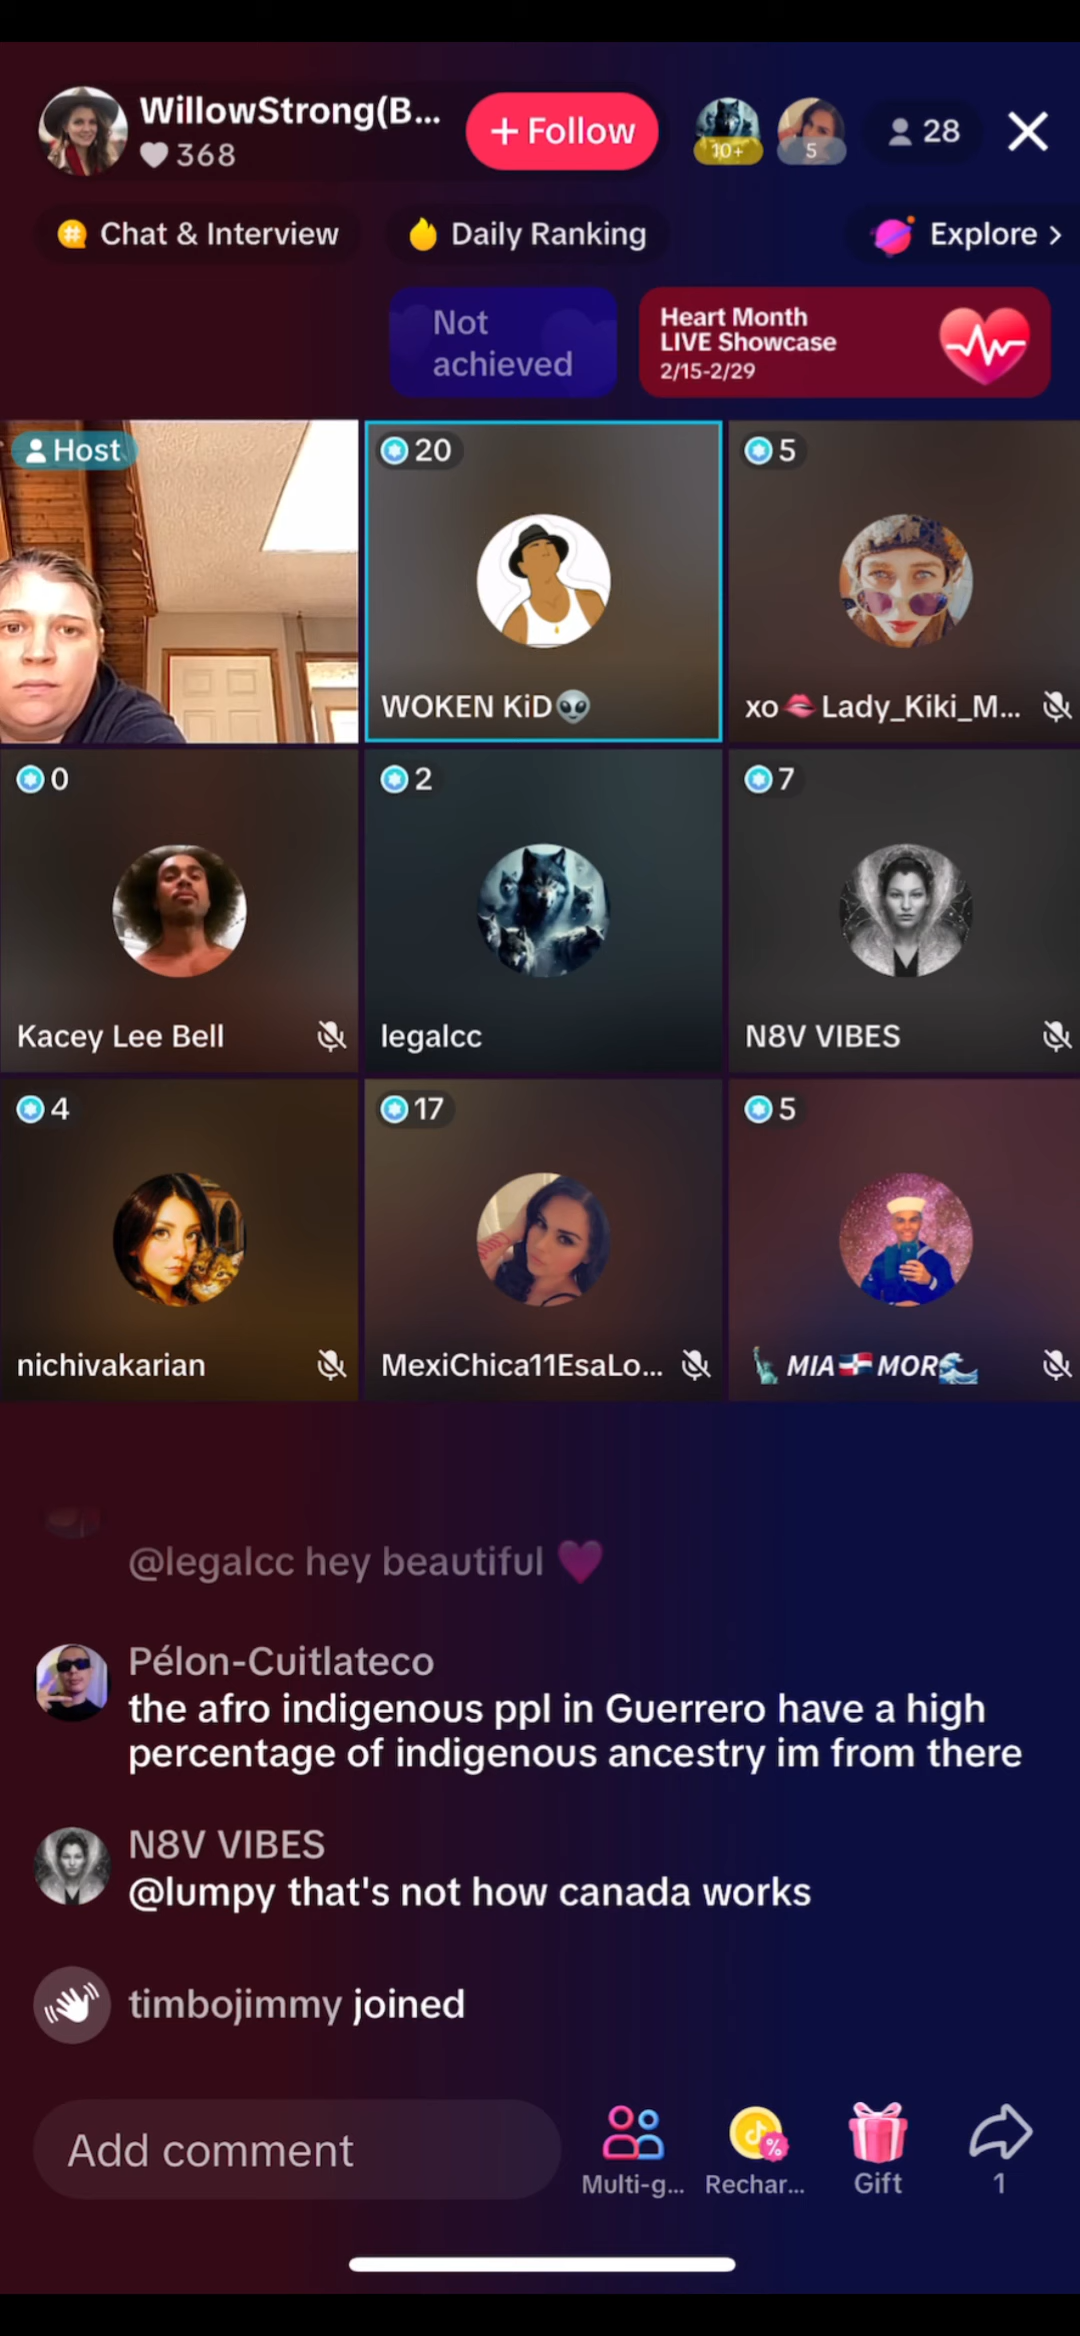 WillowStrong(B...
368
+ Follow
10+
5
28
Chat & Interview
Daily Ranking
Explore >
Not
achieved
Heart Month
LIVE Showcase
2/15-2/29
Host
20
WOKEN KiD👽
5
xo💋Lady_Kiki_M...
0
Kacey Lee Bell
2
legalcc
7
N8V VIBES
4
nichivakarian
17
MexiChica11EsaLo...
5
🗽MIA🇩🇴MOR🌊
@legalcc hey beautiful 💜
Pélon-Cuitlateco
the afro indigenous ppl in Guerrero have a high
percentage of indigenous ancestry im from there
N8V VIBES
@lumpy that's not how canada works
timbojimmy joined
Add comment
Multi-g...
Rechar...
Gift
1